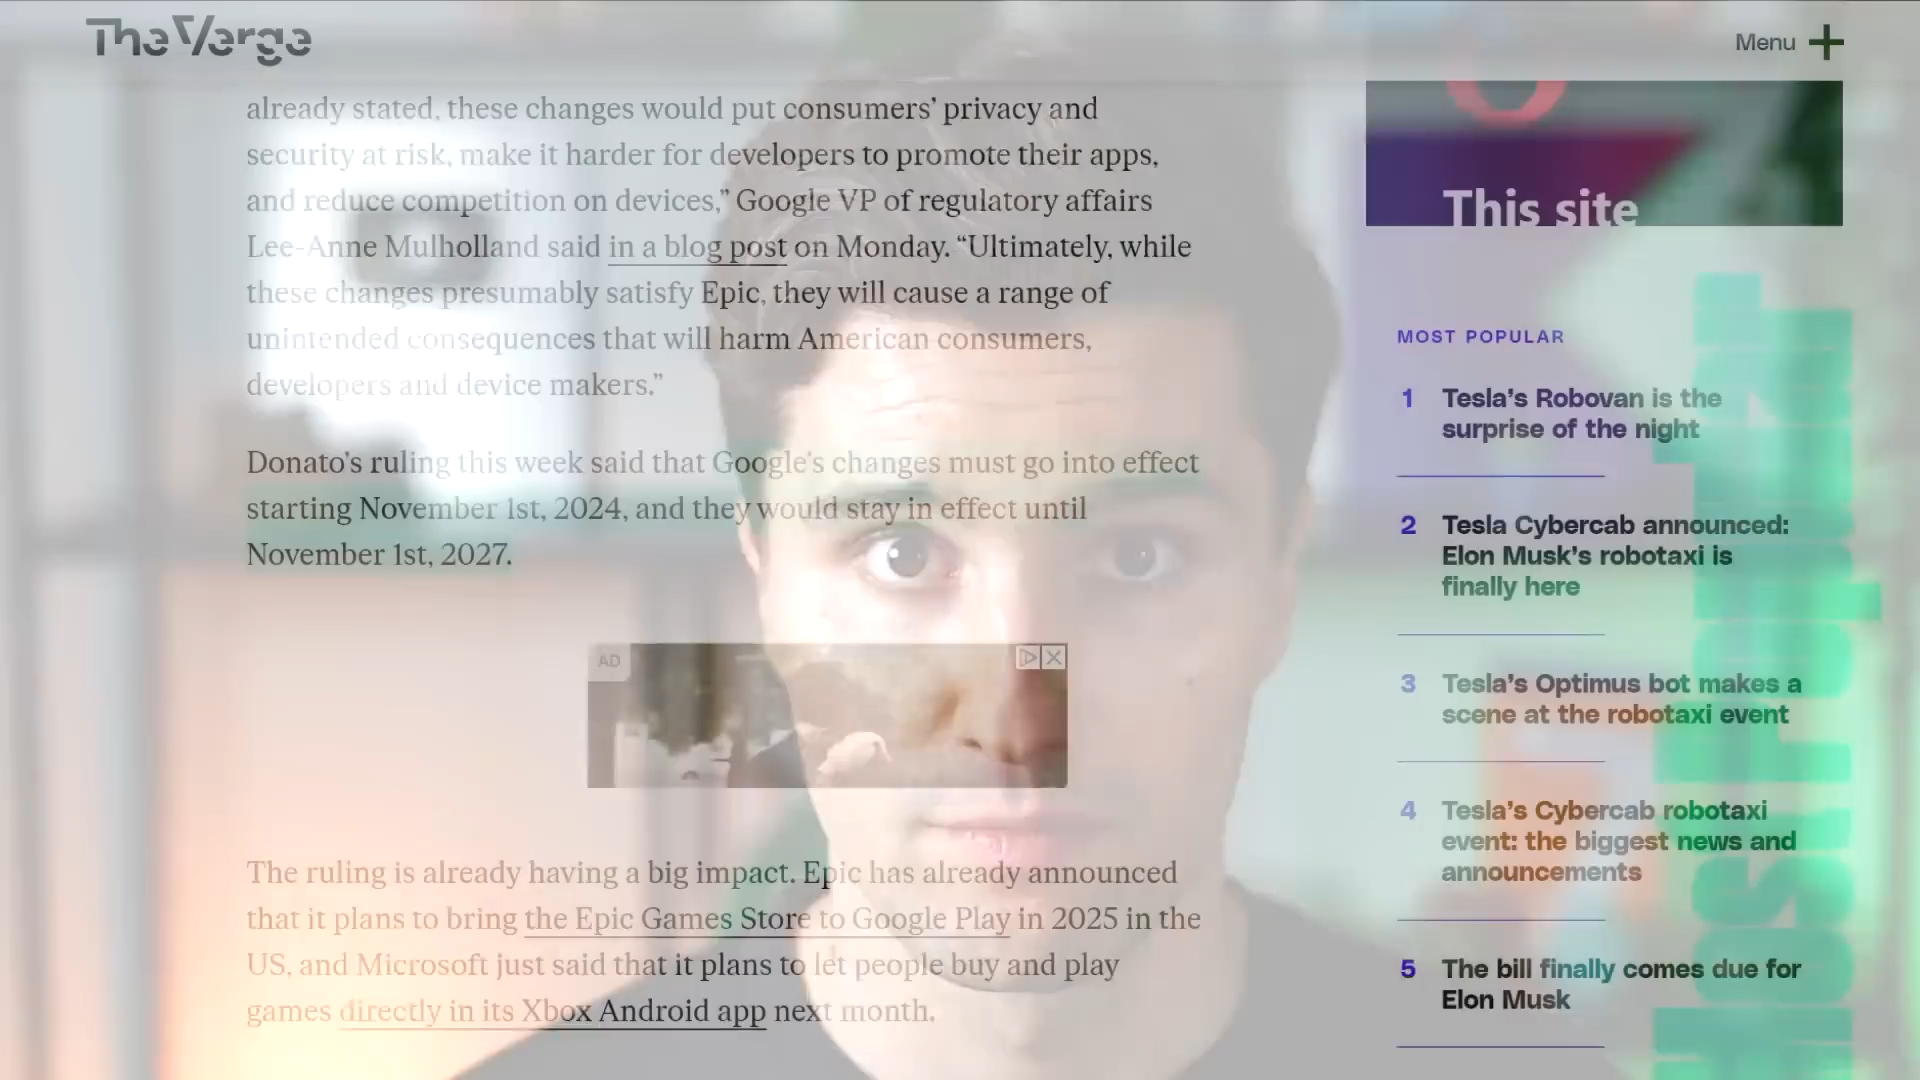 The Verge
Menu
already stated, these changes would put consumers’ privacy and
security at risk, make it harder for developers to promote their apps,
and reduce competition on devices,” Google VP of regulatory affairs
Lee-Anne Mulholland said in a blog post on Monday. “Ultimately, while
these changes presumably satisfy Epic, they will cause a range of
unintended consequences that will harm American consumers,
developers and device makers.”
Donato’s ruling this week said that Google’s changes must go into effect
starting November 1st, 2024, and they would stay in effect until
November 1st, 2027.
AD
The ruling is already having a big impact. Epic has already announced
that it plans to bring the Epic Games Store to Google Play in 2025 in the
US, and Microsoft just said that it plans to let people buy and play
games directly in its Xbox Android app next month.
This site
MOST POPULAR
1 Tesla’s Robovan is the
surprise of the night
2 Tesla Cybercab announced:
Elon Musk’s robotaxi is
finally here
3 Tesla’s Optimus bot makes a
scene at the robotaxi event
4 Tesla’s Cybercab robotaxi
event: the biggest news and
announcements
5 The bill finally comes due for
Elon Musk